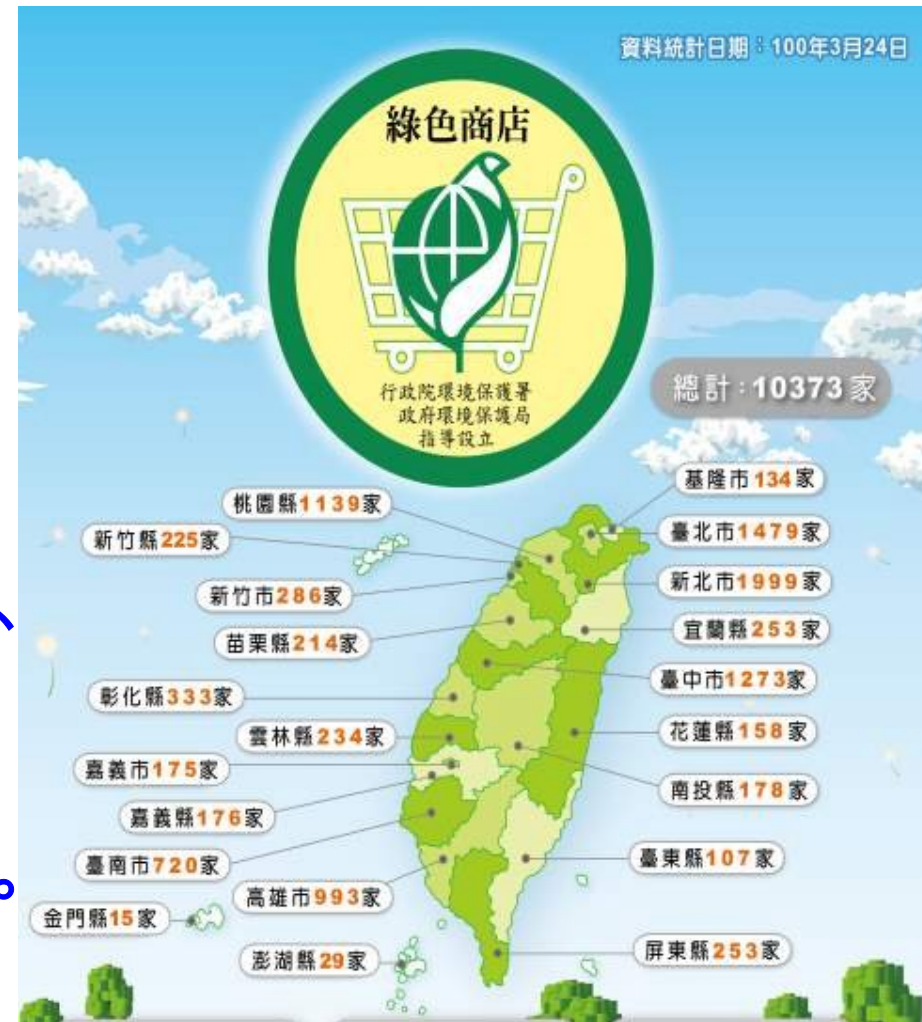 資料統計日期：100年3月24日
綠色商店
行政院環境保護署
政府環境保護局
指導設立
總計：10373家
基隆市134家
桃園縣1139家
臺北市1479家
新竹縣225家
新北市1999家
新竹市286家
宜蘭縣253家
苗栗縣214家
臺中市1273家
彰化縣333家
花蓮縣158家
雲林縣234家
嘉義市175家
南投縣178家
嘉義縣176家
臺東縣107家
臺南市720家
高雄市993家
金門縣15家
屏東縣253家
澎湖縣29家